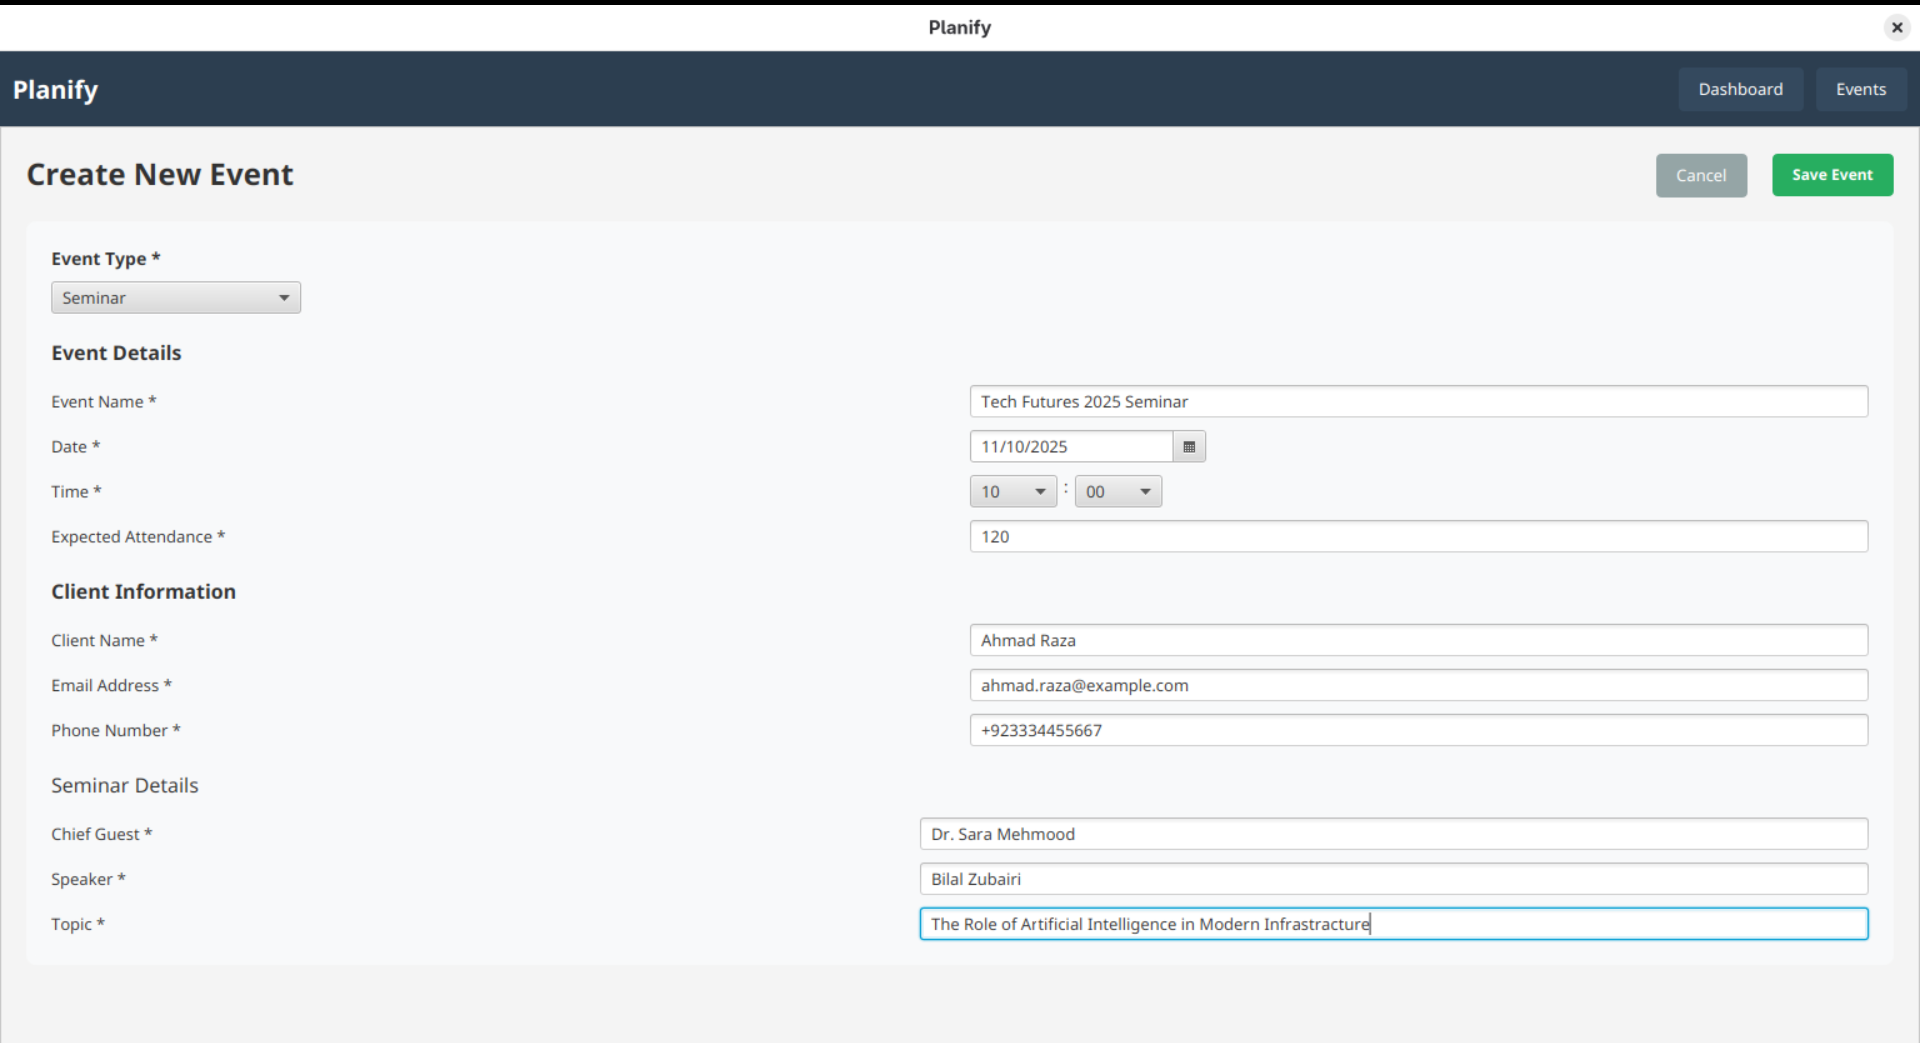 Planify
Planify
Dashboard
Events
Create New Event
Cancel
Save Event
Event Type *
Seminar
Event Details
Event Name *
Tech Futures 2025 Seminar
Date *
11/10/2025
Time *
10 : 00
Expected Attendance *
120
Client Information
Client Name *
Ahmad Raza
Email Address *
ahmad.raza@example.com
Phone Number *
+923334455667
Seminar Details
Chief Guest *
Dr. Sara Mehmood
Speaker *
Bilal Zubairi
Topic *
The Role of Artificial Intelligence in Modern Infrastracture